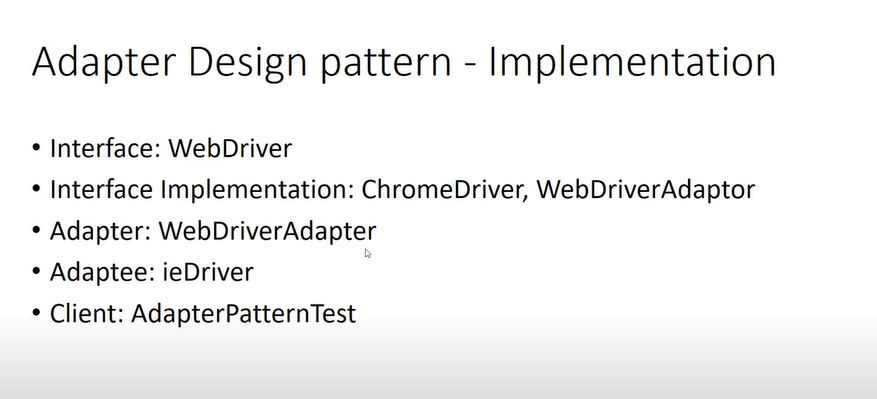 Adapter Design pattern - Implementation
• Interface: WebDriver
• Interface Implementation: ChromeDriver, WebDriverAdaptor
• Adapter: WebDriverAdapter
• Adaptee: ieDriver
• Client: AdapterPatternTest